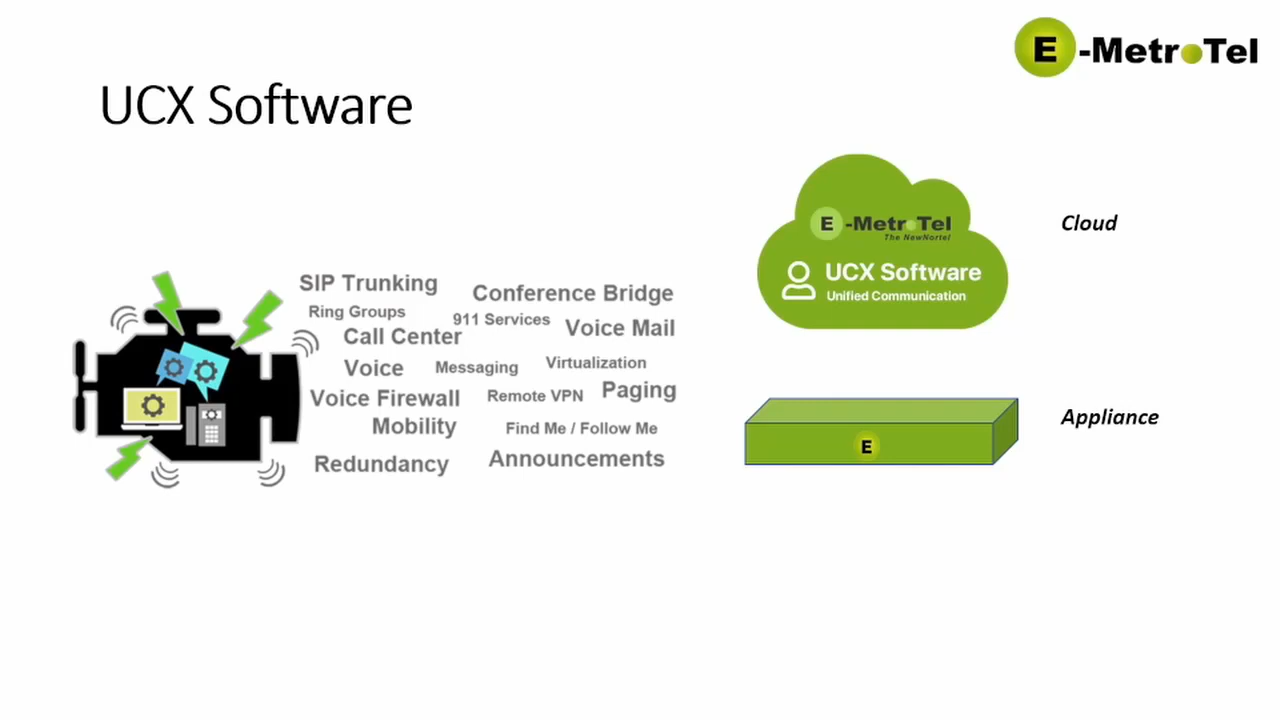 E-MetroTel
UCX Software
SIP Trunking
Conference Bridge
Ring Groups
911 Services
Voice Mail
Call Center
Voice
Messaging
Virtualization
Voice Firewall
Remote VPN
Paging
Mobility
Find Me / Follow Me
Redundancy
Announcements
E-MetroTel
The NewNortel
UCX Software
Unified Communication
Cloud
E
Appliance